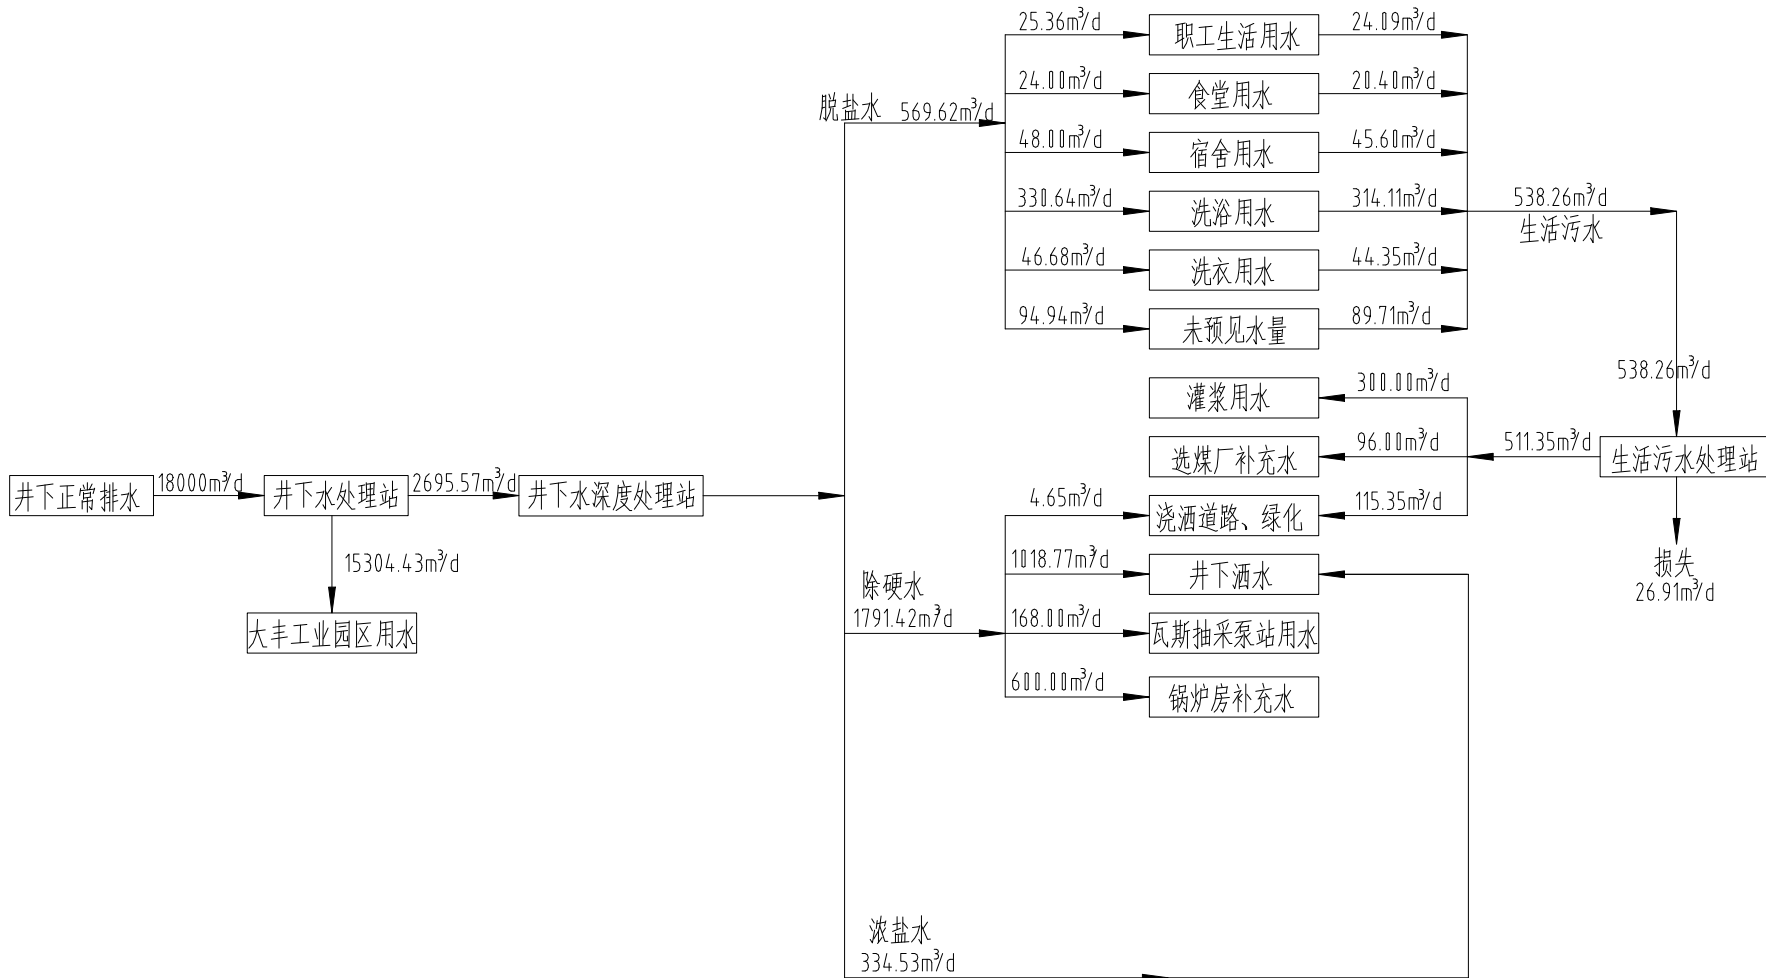 25.36m³/d
职工生活用水
24.09m³/d
24.00m³/d
食堂用水
20.40m³/d
脱盐水
569.62m³/d
48.00m³/d
宿舍用水
45.60m³/d
330.64m³/d
洗浴用水
314.11m³/d
538.26m³/d
生活污水
46.68m³/d
洗衣用水
44.35m³/d
94.94m³/d
未预见水量
89.71m³/d
538.26m³/d
灌浆用水
300.00m³/d
选煤厂补充水
96.00m³/d
511.35m³/d
生活污水处理站
井下正常排水
18000m³/d
井下水处理站
2695.57m³/d
井下水深度处理站
4.65m³/d
浇洒道路、绿化
115.35m³/d
15304.43m³/d
1018.77m³/d
井下洒水
损失
26.91m³/d
除硬水
1791.42m³/d
大丰工业园区用水
168.00m³/d
瓦斯抽采泵站用水
600.00m³/d
锅炉房补充水
浓盐水
334.53m³/d